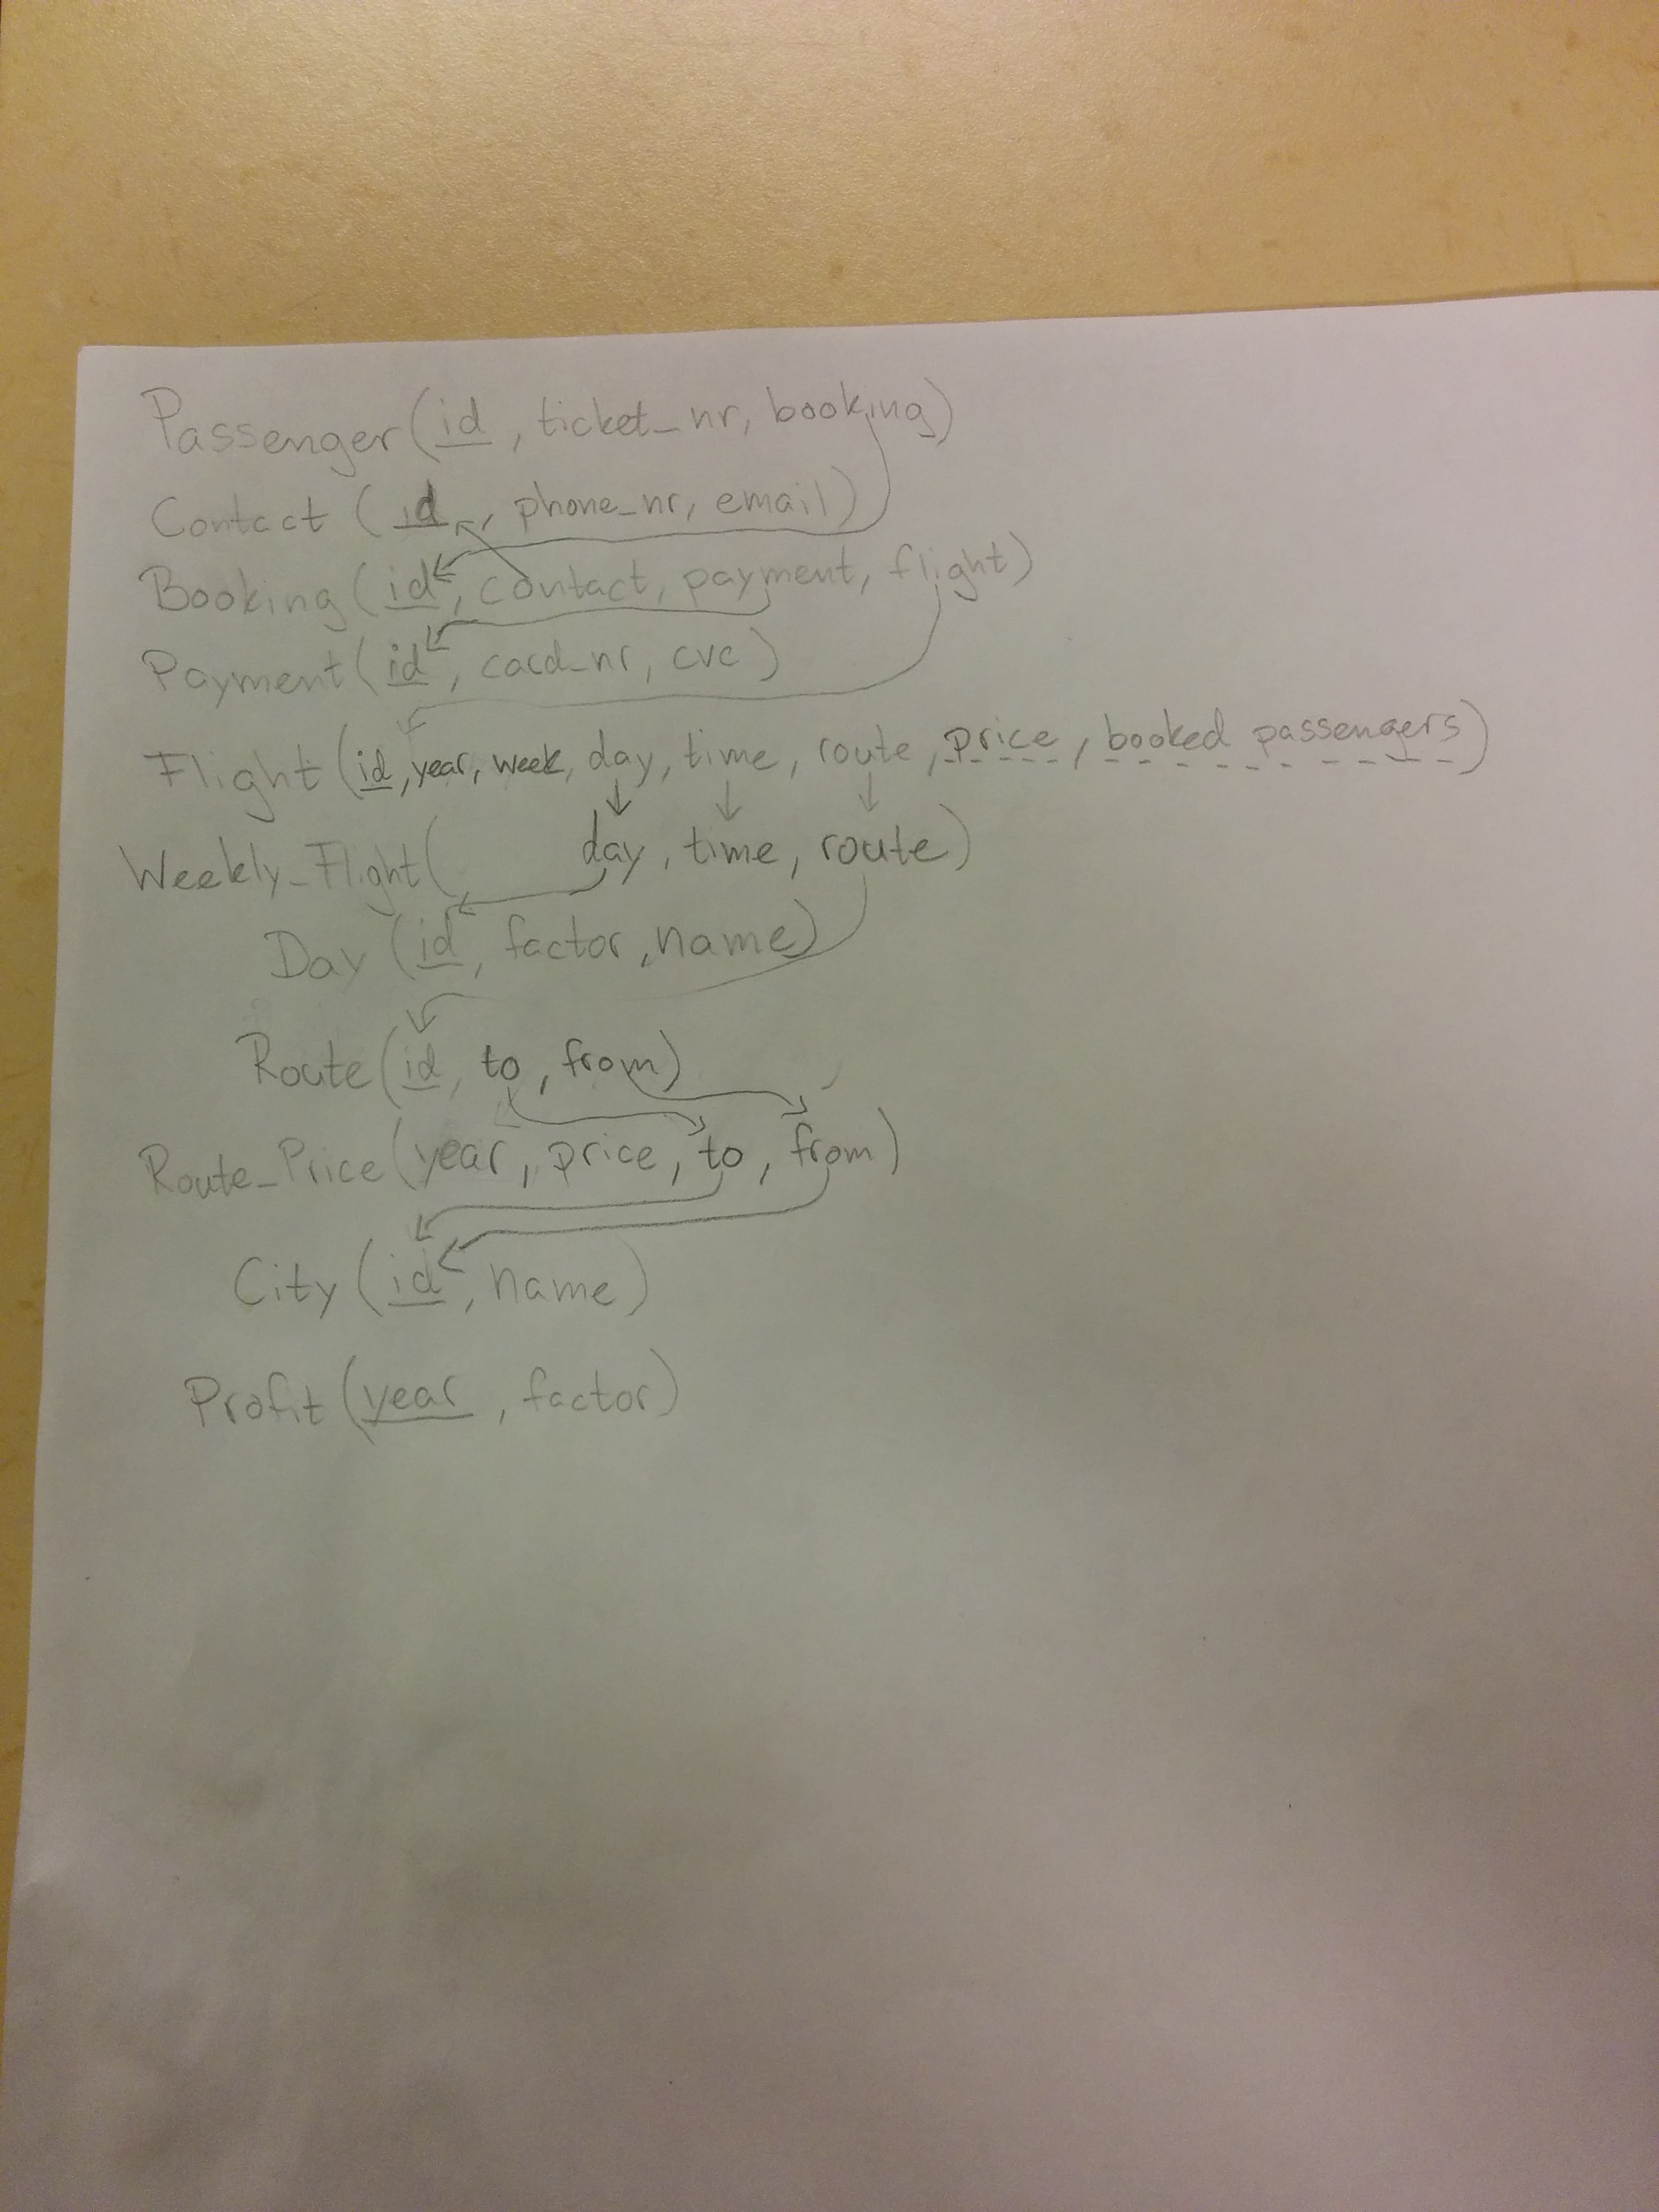 Passenger(id, ticket_nr, booking)
Contact (id, phone_nr, email)
Booking(id, contact, payment, flight)
Payment(id, card_nr, cvc)
Flight(id, year, week, day, time, route, price, booked passengers)
Weekly_Flight( day, time, route)
Day (id, factor, name)
Route(id, to, from)
Route_Price(year, price, to, from)
City (id, name)
Profit (year, factor)